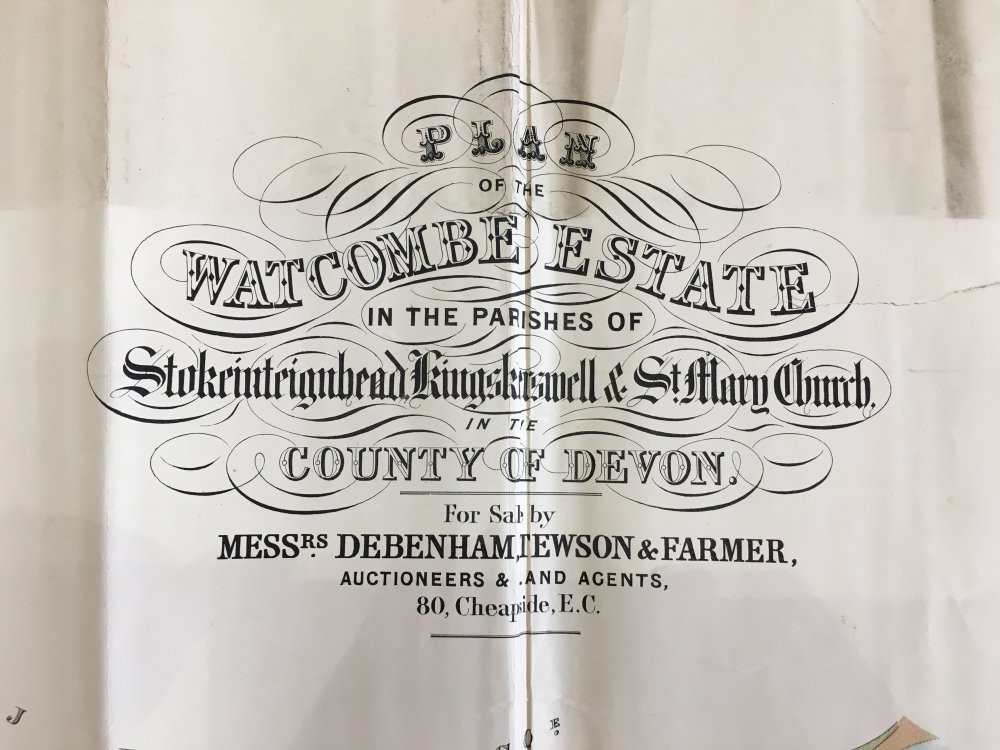 PLAN
OF THE
WATCOMBE ESTATE
IN THE PARISHES OF
Stokeinteignhead, Kingskerswell & St. Mary Church,
IN THE
COUNTY OF DEVON.
For Sale by
MESSRS. DEBENHAM, TEWSON & FARMER,
AUCTIONEERS & LAND AGENTS,
80, Cheapside, E.C.
J
E.